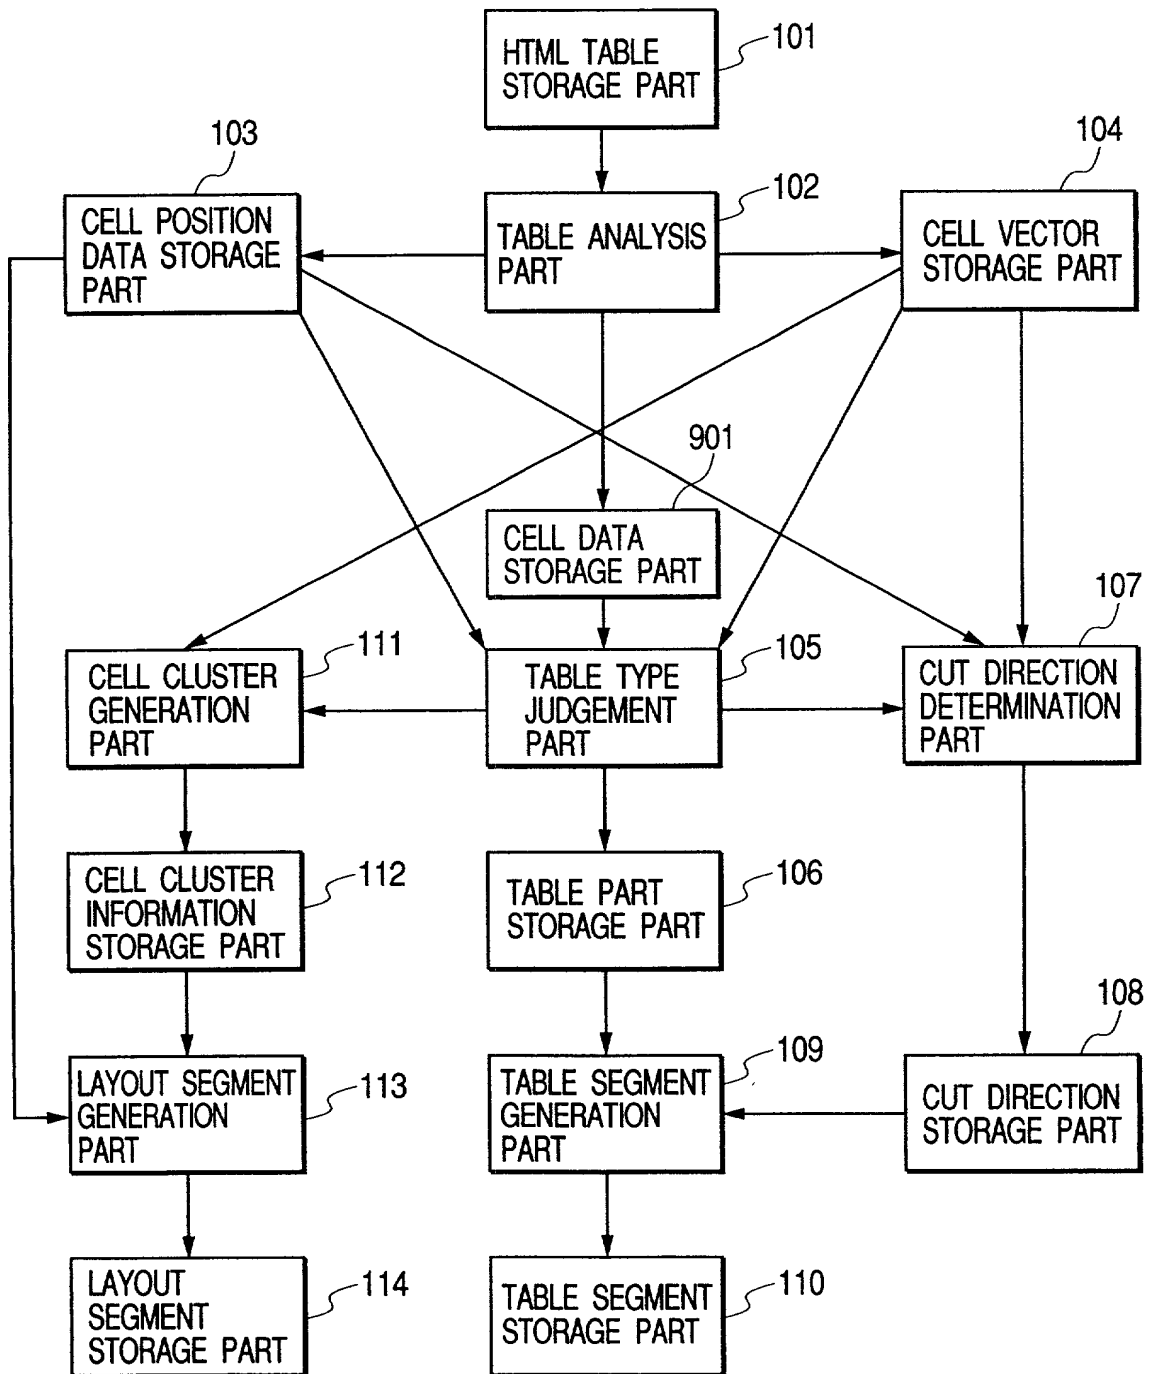 HTML TABLE
STORAGE PART
101
103
104
CELL POSITION
DATA STORAGE
PART
TABLE ANALYSIS
PART
102
CELL VECTOR
STORAGE PART
901
CELL DATA
STORAGE PART
107
CELL CLUSTER
GENERATION
PART
111
TABLE TYPE
JUDGEMENT
PART
105
CUT DIRECTION
DETERMINATION
PART
CELL CLUSTER
INFORMATION
STORAGE PART
112
TABLE PART
STORAGE PART
106
108
LAYOUT SEGMENT
GENERATION
PART
113
TABLE SEGMENT
GENERATION
PART
109
CUT DIRECTION
STORAGE PART
LAYOUT
SEGMENT
STORAGE PART
114
TABLE SEGMENT
STORAGE PART
110